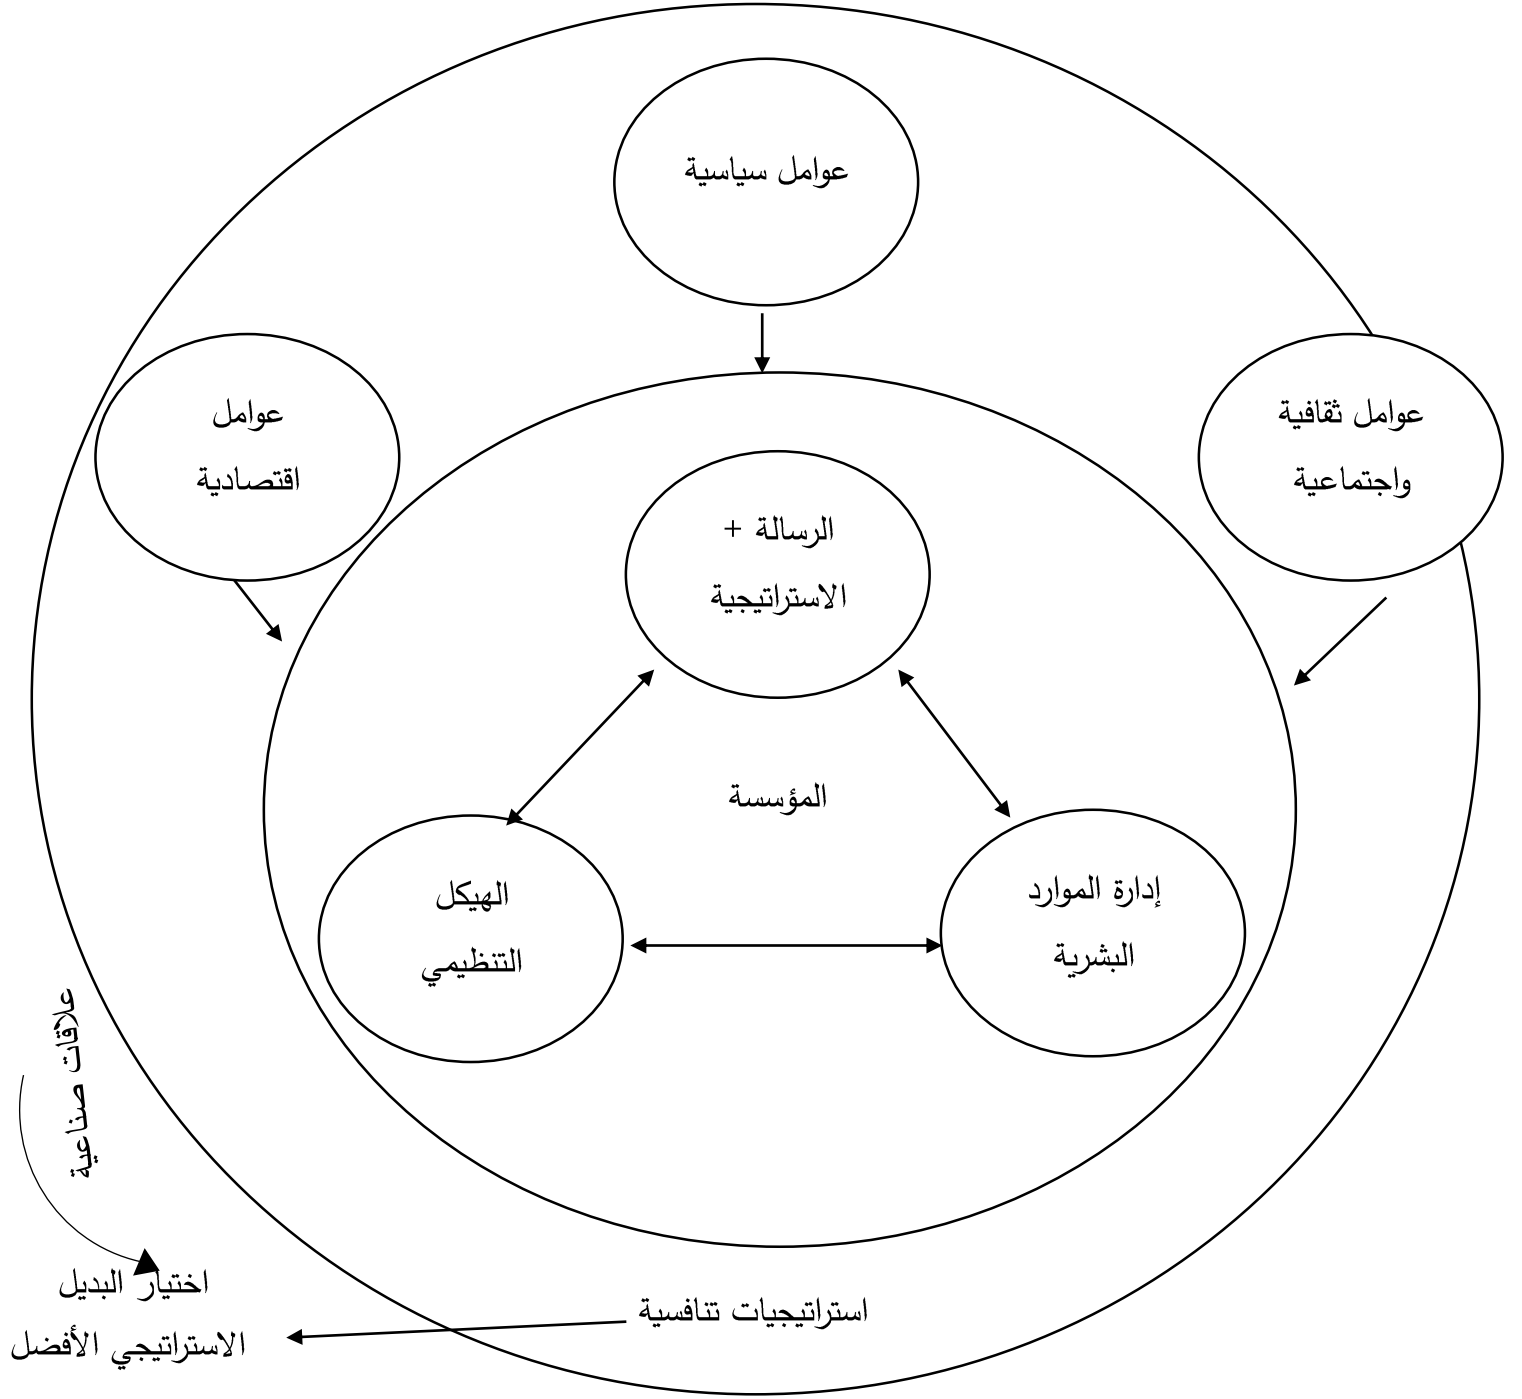 عوامل سياسية
عوامل ثقافية
واجتماعية
عوامل
اقتصادية
الرسالة +
الاستراتيجية
المؤسسة
إدارة الموارد
البشرية
الهيكل
التنظيمي
علاقات صناعية
استراتيجيات تنافسية
اختيار البديل
الاستراتيجي الأفضل